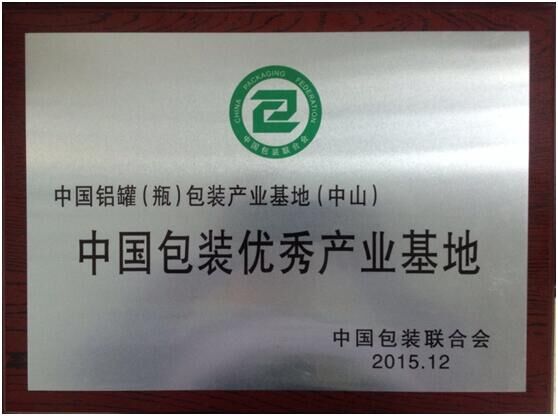 CHINA PACKAGING FEDERATION
中国包装联合会
中国铝罐(瓶)包装产业基地(中山)
中国包装优秀产业基地
中国包装联合会
2015.12